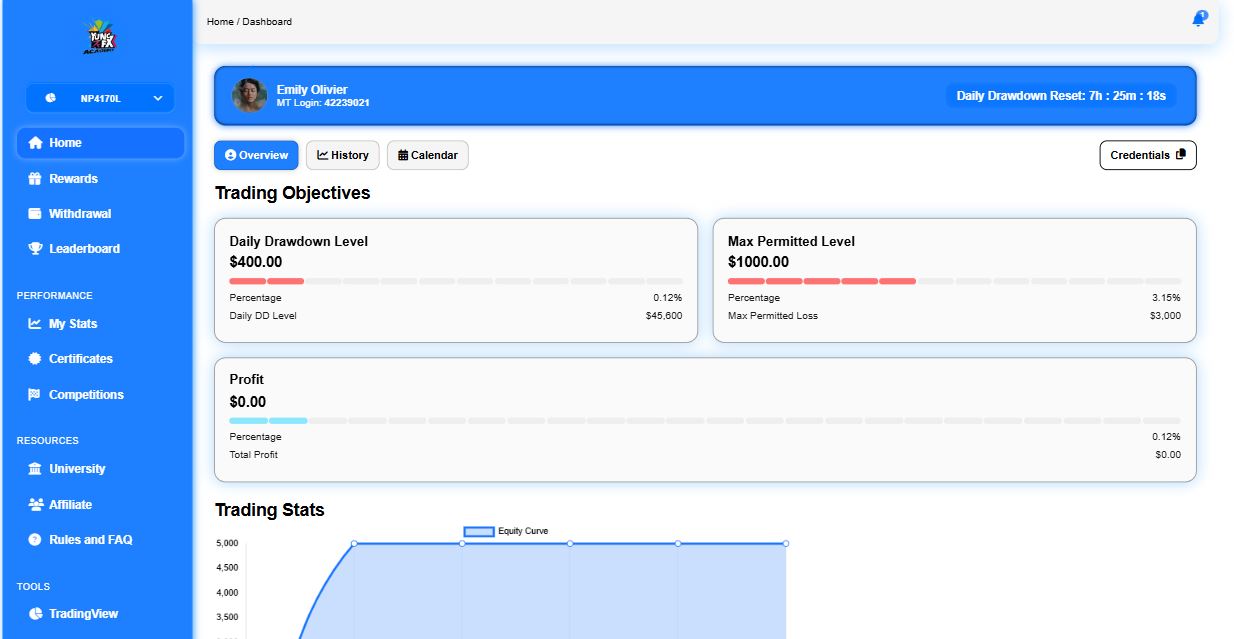 YUNG
FX
ACADEMY
NP4170L
Home
Rewards
Withdrawal
Leaderboard
PERFORMANCE
My Stats
Certificates
Competitions
RESOURCES
University
Affiliate
Rules and FAQ
TOOLS
TradingView
Home / Dashboard
1
Emily Olivier
MT Login: 42239021
Daily Drawdown Reset: 7h : 25m : 18s
Overview
History
Calendar
Credentials
Trading Objectives
Daily Drawdown Level
$400.00
Percentage 0.12%
Daily DD Level $45,600
Max Permitted Level
$1000.00
Percentage 3.15%
Max Permitted Loss $3,000
Profit
$0.00
Percentage 0.12%
Total Profit $0.00
Trading Stats
Equity Curve
5,000
4,500
4,000
3,500